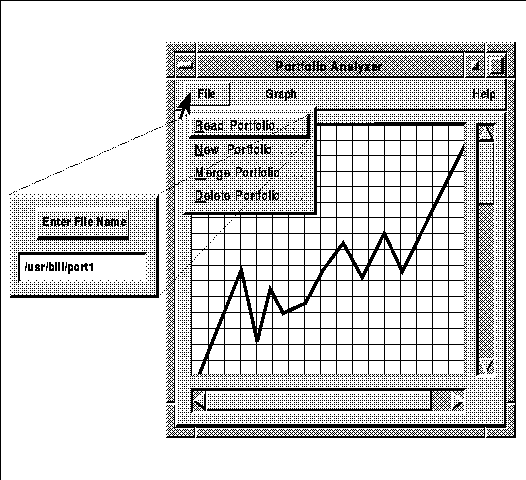 Portfolio Analyzer
File Graph Help
Read Portfolio
New Portfolio
Merge Portfolio
Delete Portfolio
Enter File Name
/usr/bill/port1